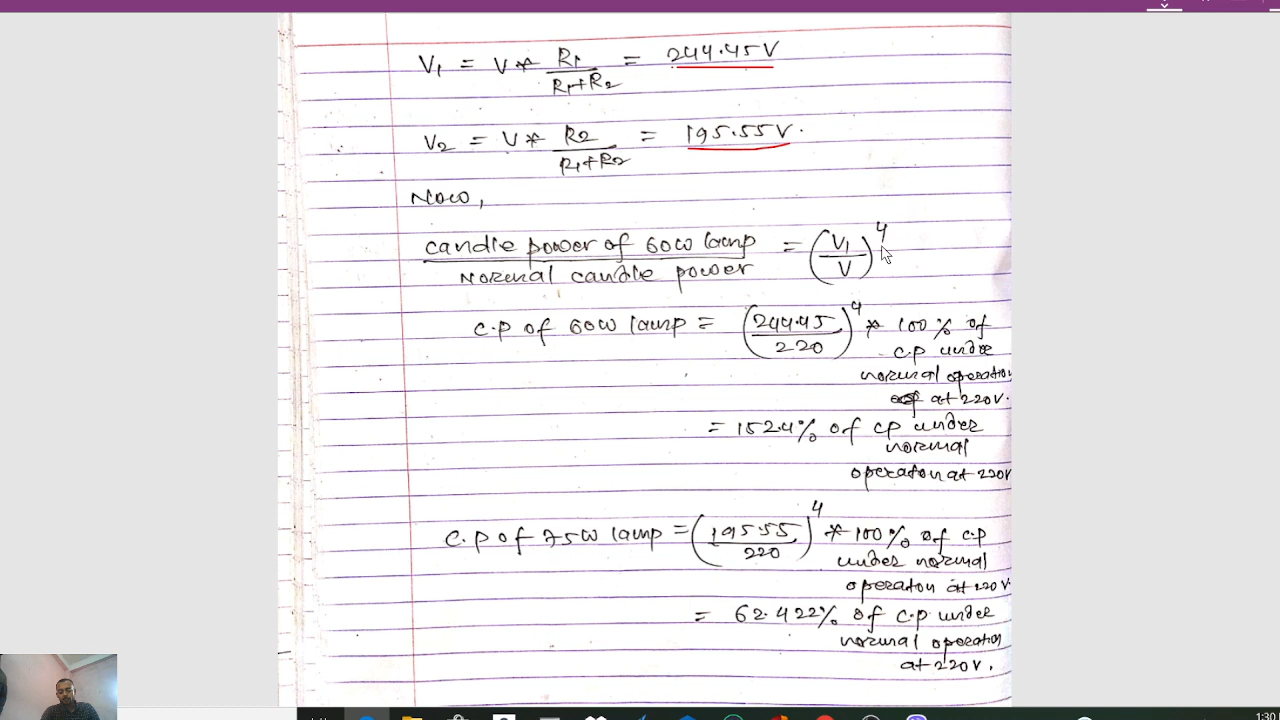 V1 = V * R1 / R1+R2 = 244.45V
V2 = V * R2 / R1+R2 = 195.55V.
Now,
candle power of 60W lamp / Normal candle power = (V1 / V)^4
C.P of 60W lamp = (244.45 / 220)^4 * 100% of
c.p under
normal operation
at 220V.
= 152.4% of cp under
normal
operation at 220V
C.P of 75W lamp = (195.55 / 220)^4 * 100% of c.p
under normal
operation at 220V
= 62.422% of c.p under
normal operation
at 220V.
1:30